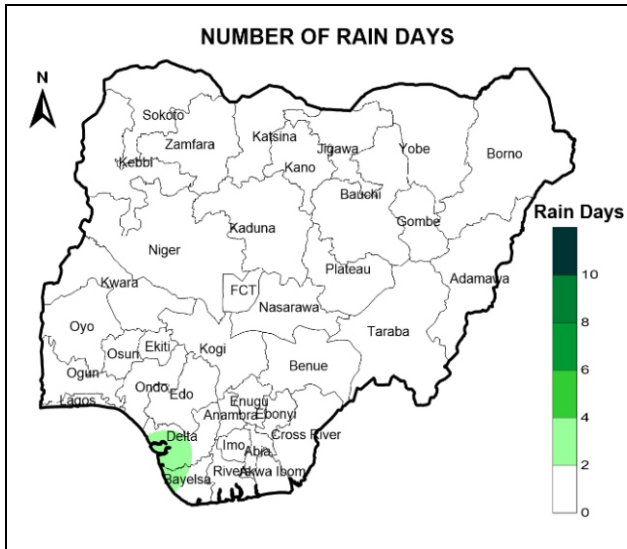 NUMBER OF RAIN DAYS
N
Sokoto
Zamfara
Katsina
Jigawa
Yobe
Borno
Kebbi
Kano
Bauchi
Gombe
Rain Days
Kaduna
Niger
Plateau
Adamawa
10
Kwara
FCT
Nasarawa
8
Oyo
Taraba
Osun
Ekiti
Kogi
Benue
6
Ogun
Ondo
Edo
Enugu
Lagos
Anambra
Ebonyi
4
Delta
Imo
Abia
Cross River
2
Bayelsa
Rivers
Akwa Ibom
0